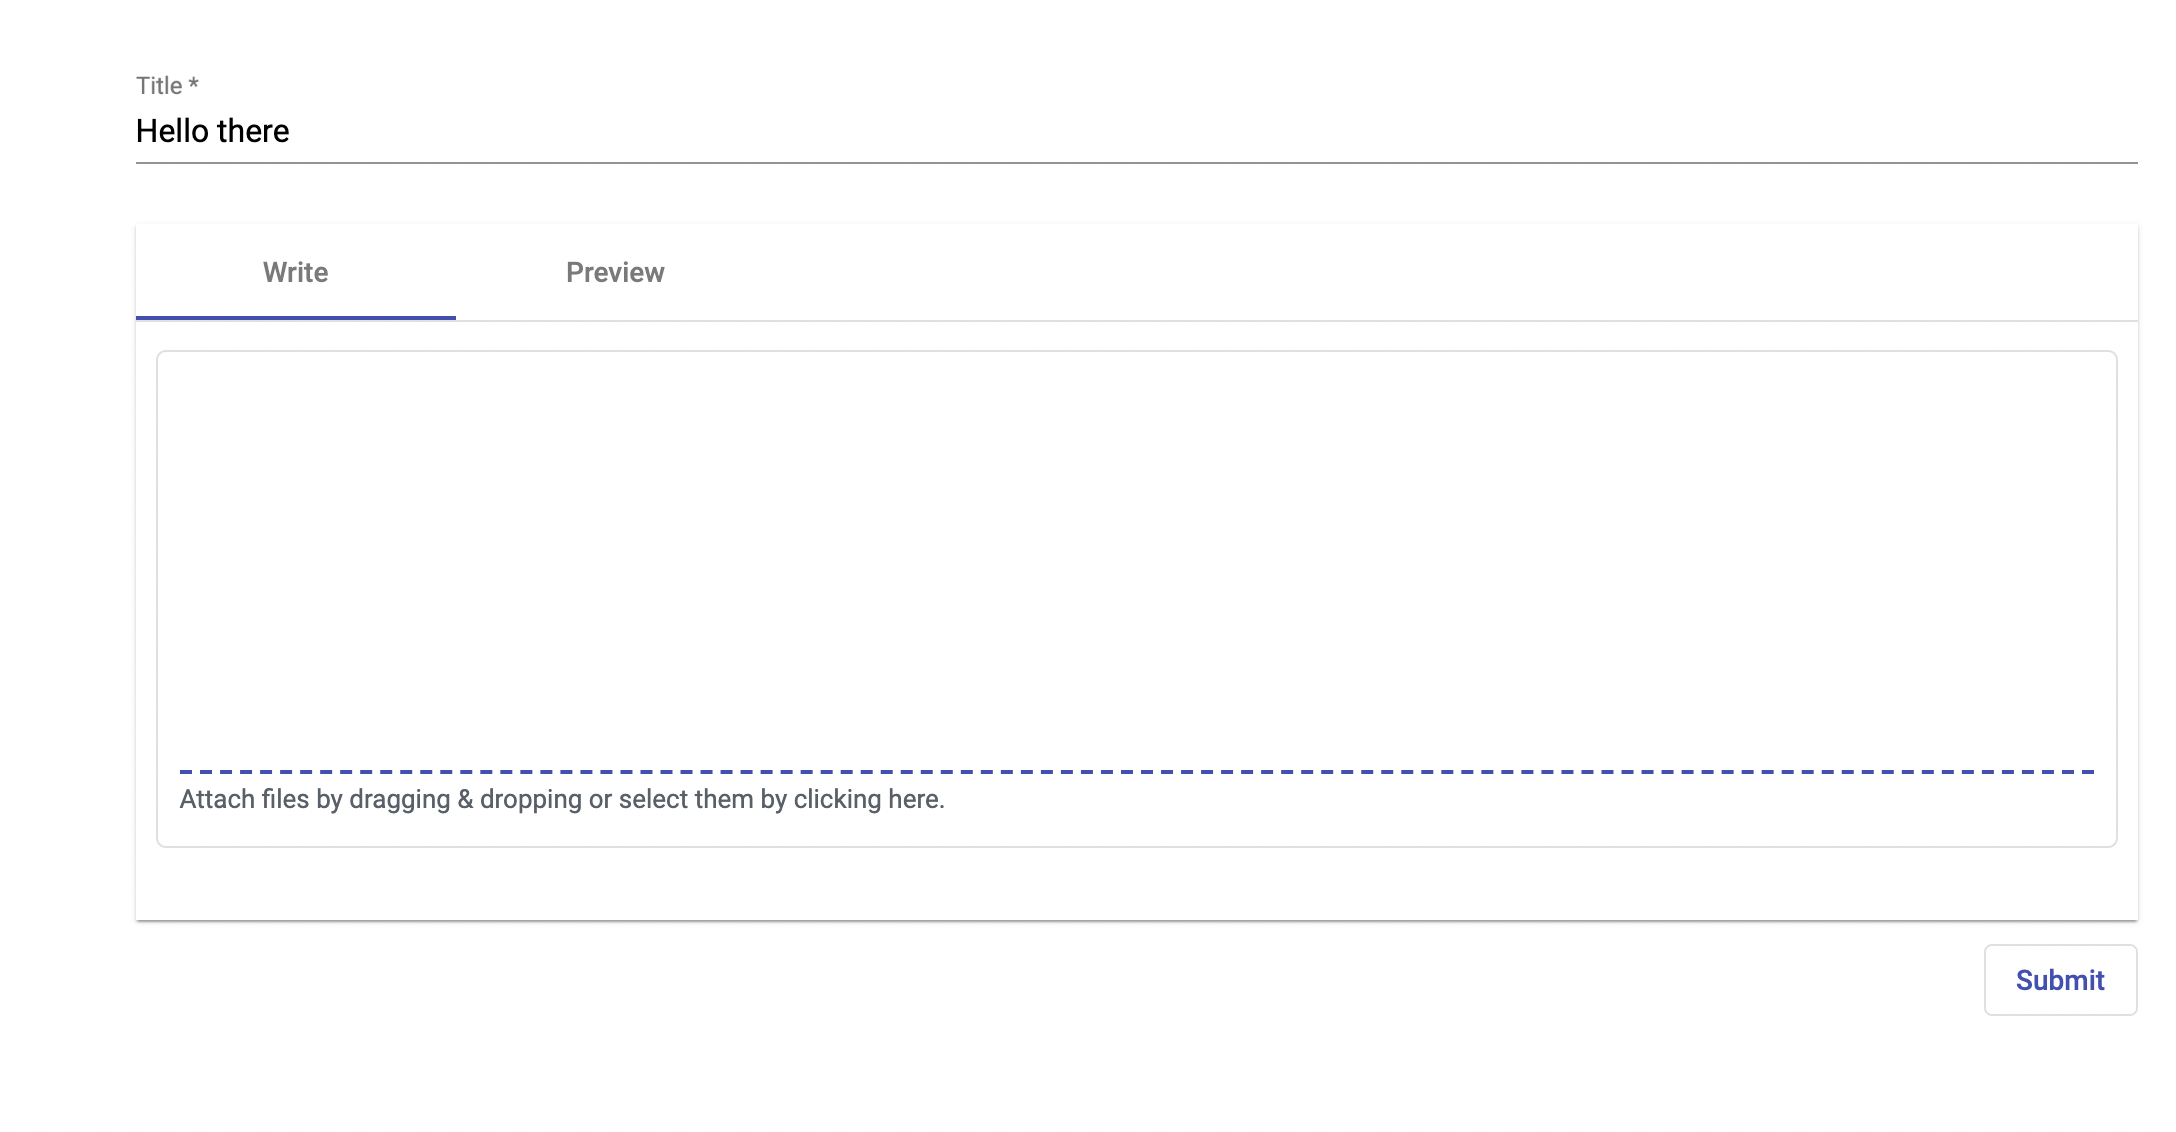 Title *
Hello there
Write Preview
Attach files by dragging & dropping or select them by clicking here.
Submit